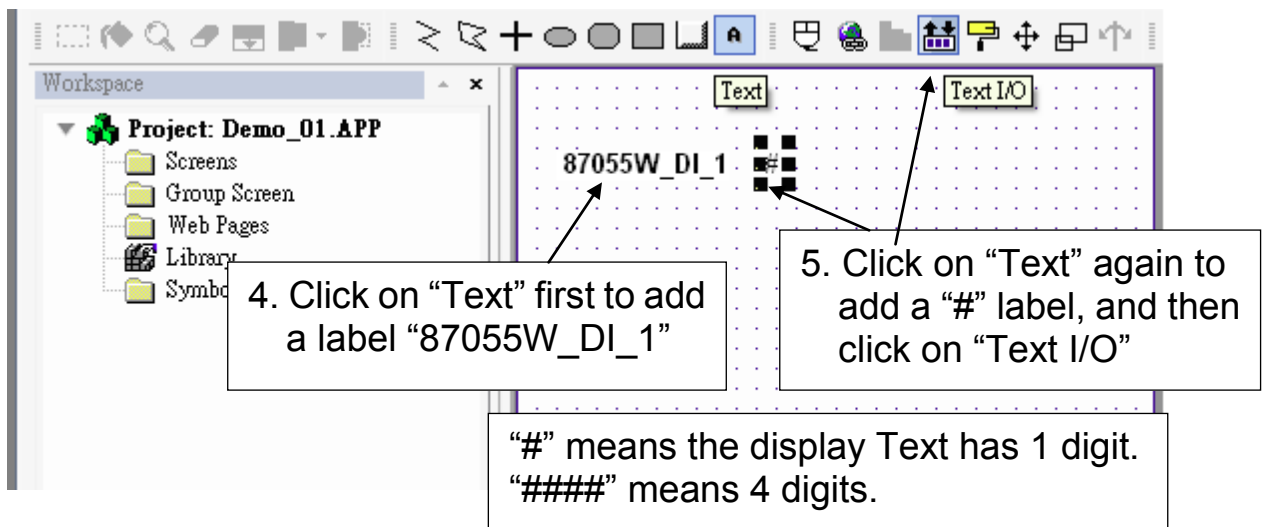 A
Workspace
Text
Text I/O
Project: Demo_01.APP
Screens
87055W_DI_1 #
Group Screen
Web Pages
Library
Symbo
4. Click on “Text” first to add
a label “87055W_DI_1”
5. Click on “Text” again to
add a “#” label, and then
click on “Text I/O”
“#” means the display Text has 1 digit.
“####” means 4 digits.